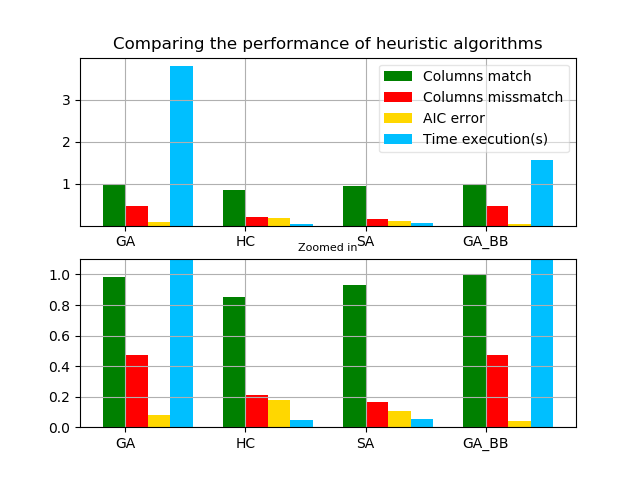 Comparing the performance of heuristic algorithms
3
2
1
Columns match
Columns missmatch
AIC error
Time execution(s)
GA HC SA GA_BB
Zoomed in
1.0
0.8
0.6
0.4
0.2
0.0
GA HC SA GA_BB